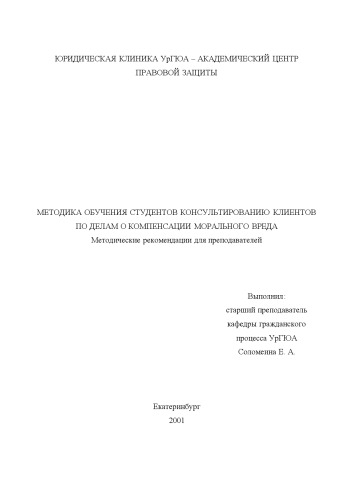 ЮРИДИЧЕСКАЯ КЛИНИКА УрГЮА – АКАДЕМИЧЕСКИЙ ЦЕНТР
ПРАВОВОЙ ЗАЩИТЫ
МЕТОДИКА ОБУЧЕНИЯ СТУДЕНТОВ КОНСУЛЬТИРОВАНИЮ КЛИЕНТОВ
ПО ДЕЛАМ О КОМПЕНСАЦИИ МОРАЛЬНОГО ВРЕДА
Методические рекомендации для преподавателей
Выполнил:
старший преподаватель
кафедры гражданского
процесса УрГЮА
Соломеина Е. А.
Екатеринбург
2001